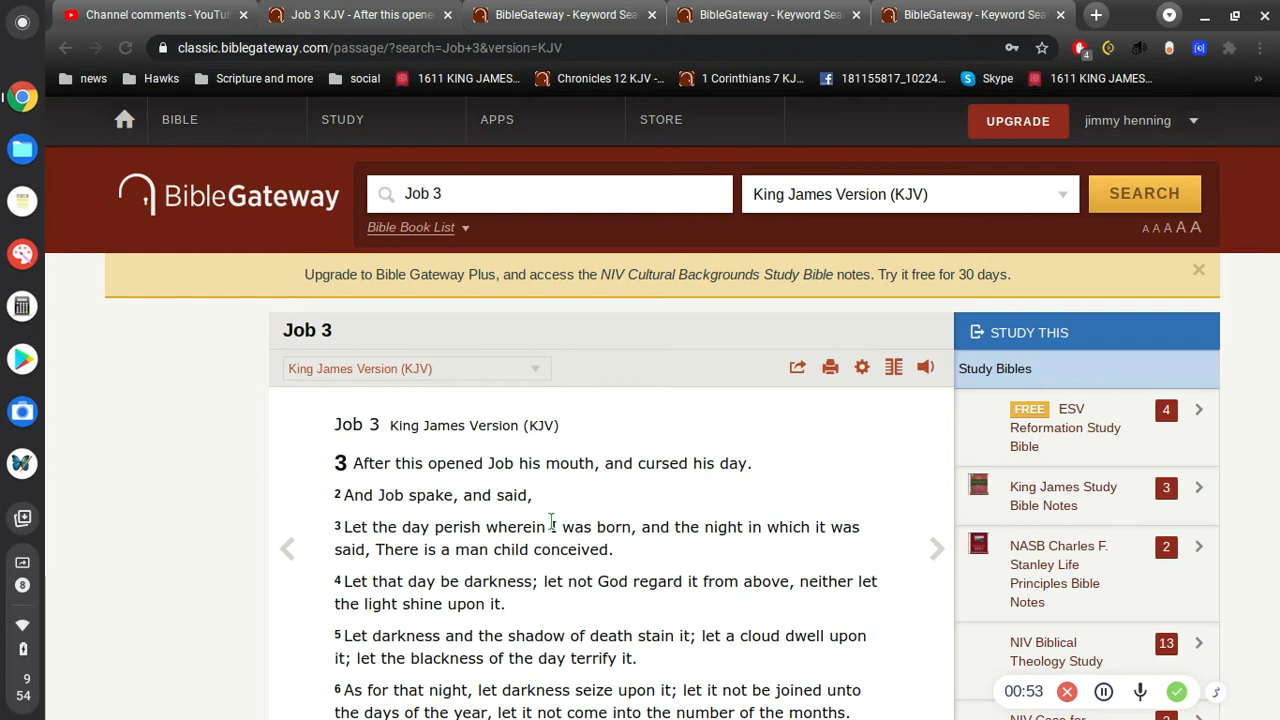 Channel comments - YouTu
Job 3 KJV - After this opene
BibleGateway - Keyword Sea
BibleGateway - Keyword Sea
BibleGateway - Keyword Sea
classic.biblegateway.com/passage/?search=Job+3&version=KJV
4
news
Hawks
Scripture and more
social
1611 KING JAMES...
Chronicles 12 KJV -...
1 Corinthians 7 KJ...
181155817_10224...
Skype
1611 KING JAMES...
»
BIBLE
STUDY
APPS
STORE
UPGRADE
jimmy henning
BibleGateway
Job 3
King James Version (KJV)
SEARCH
Bible Book List
A A A A A
Upgrade to Bible Gateway Plus, and access the NIV Cultural Backgrounds Study Bible notes. Try it free for 30 days.
Job 3
King James Version (KJV)
Job 3 King James Version (KJV)
3 After this opened Job his mouth, and cursed his day.
2 And Job spake, and said,
3 Let the day perish wherein I was born, and the night in which it was
said, There is a man child conceived.
4 Let that day be darkness; let not God regard it from above, neither let
the light shine upon it.
5 Let darkness and the shadow of death stain it; let a cloud dwell upon
it; let the blackness of the day terrify it.
6 As for that night, let darkness seize upon it; let it not be joined unto
the days of the year, let it not come into the number of the months.
STUDY THIS
Study Bibles
FREE ESV
Reformation Study
Bible
4
King James Study
Bible Notes
3
NASB Charles F.
Stanley Life
Principles Bible
Notes
2
NIV Biblical
Theology Study
13
NIV Case for
00:53
8
9
54